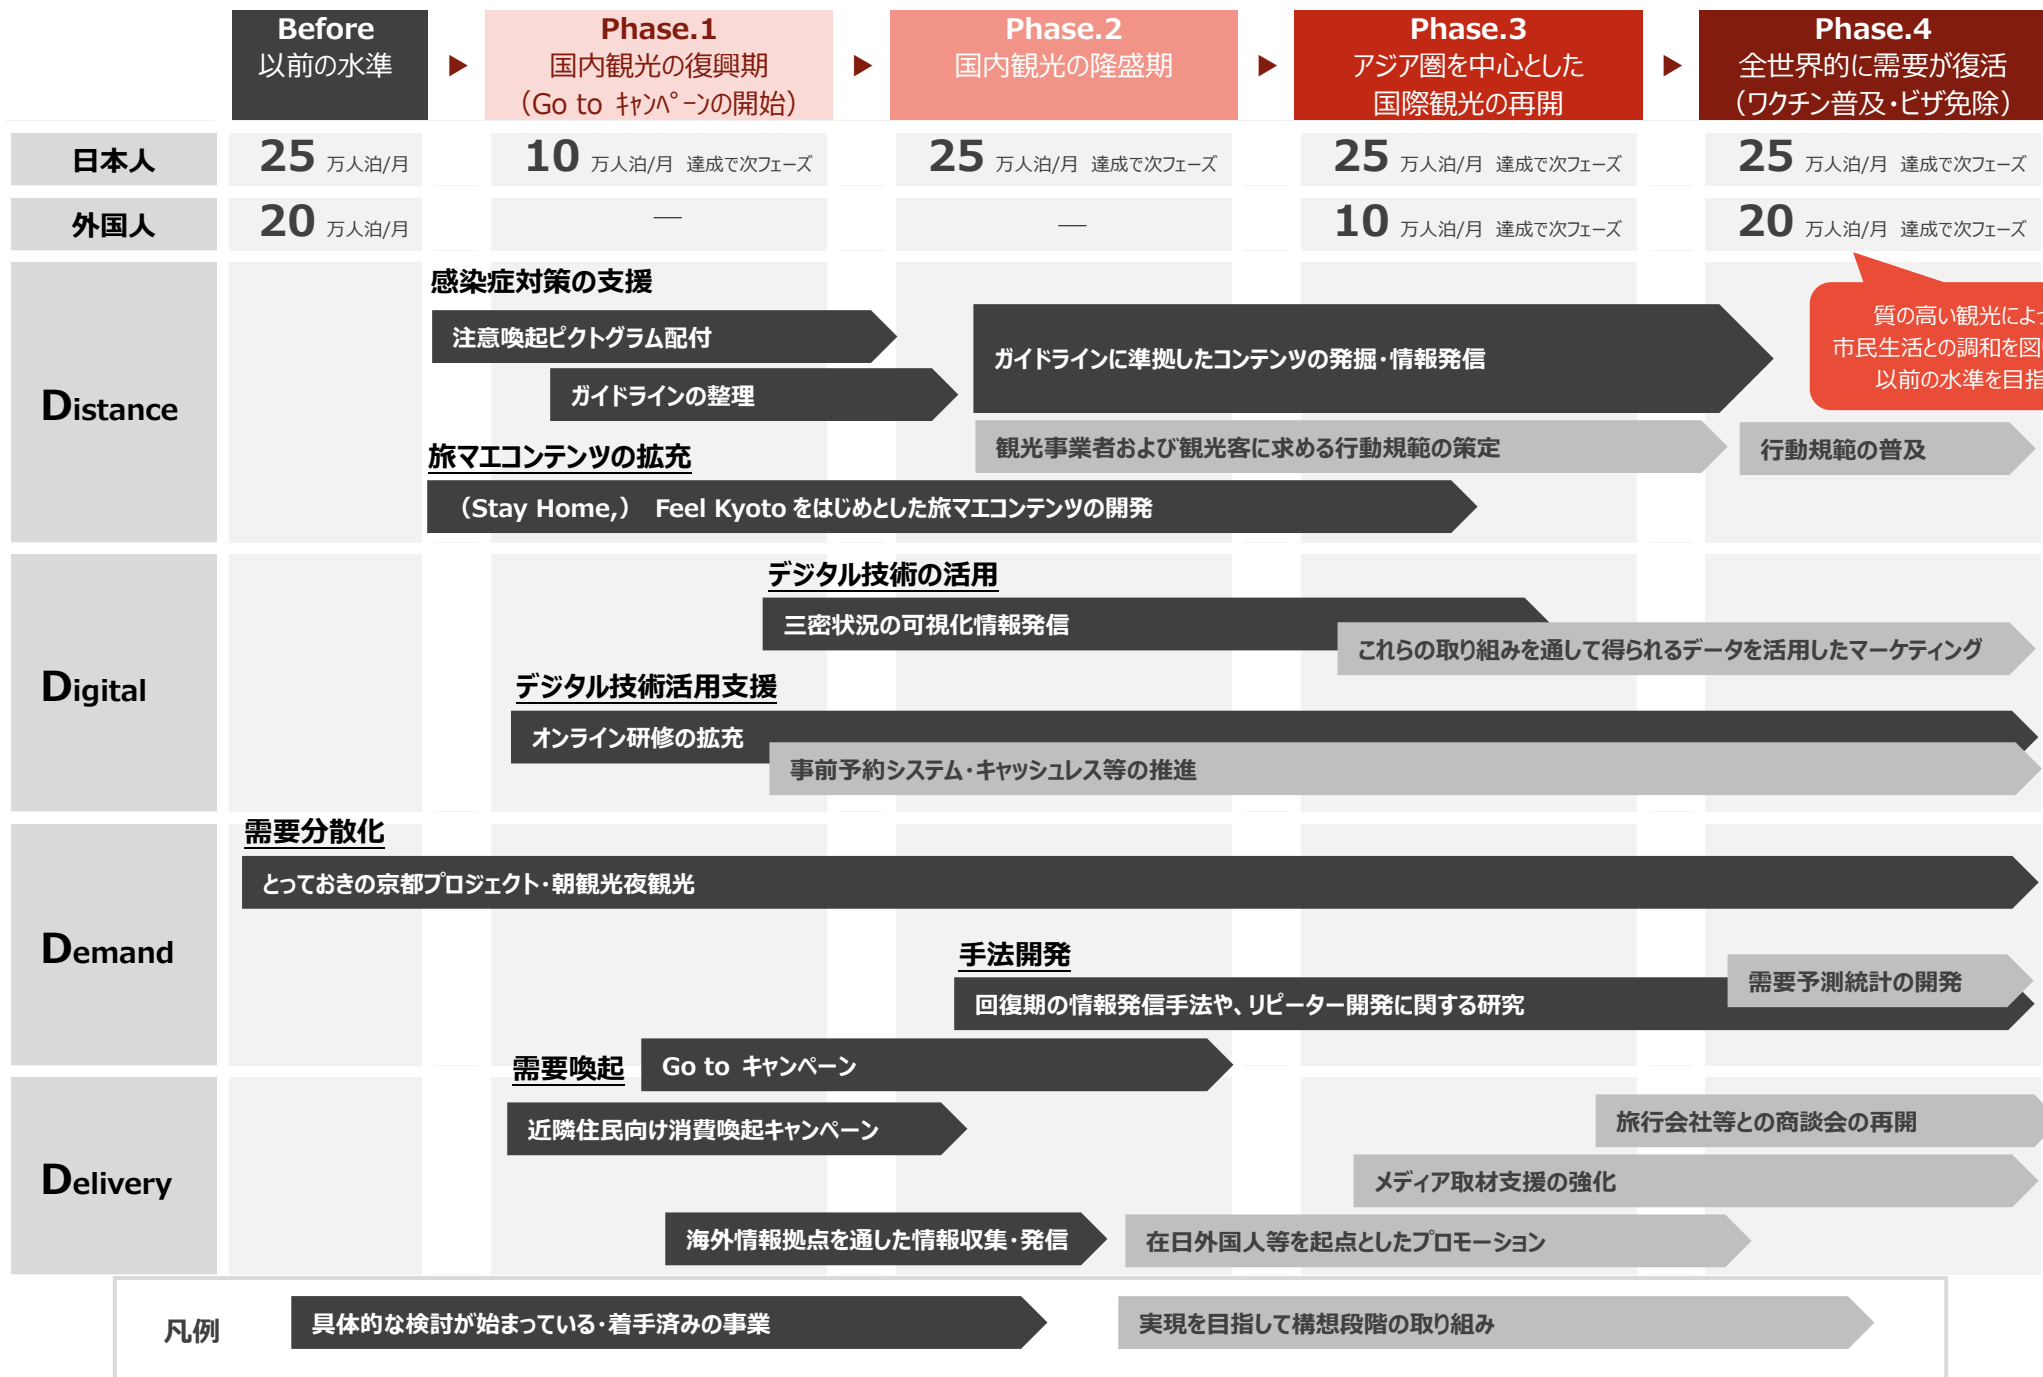 Before
以前の水準
Phase.1
国内観光の復興期
（Go to キャンペーンの開始）
Phase.2
国内観光の隆盛期
Phase.3
アジア圏を中心とした
国際観光の再開
Phase.4
全世界的に需要が復活
（ワクチン普及・ビザ免除）
日本人
25 万人泊/月
10 万人泊/月 達成で次フェーズ
25 万人泊/月 達成で次フェーズ
25 万人泊/月 達成で次フェーズ
25 万人泊/月 達成で次フェーズ
外国人
20 万人泊/月
―
―
10 万人泊/月 達成で次フェーズ
20 万人泊/月 達成で次フェーズ
質の高い観光によっ
市民生活との調和を図
以前の水準を目指
Distance
感染症対策の支援
注意喚起ピクトグラム配付
ガイドラインの整理
ガイドラインに準拠したコンテンツの発掘・情報発信
観光事業者および観光客に求める行動規範の策定
行動規範の普及
旅マエコンテンツの拡充
（Stay Home,） Feel Kyoto をはじめとした旅マエコンテンツの開発
Digital
デジタル技術の活用
三密状況の可視化情報発信
これらの取り組みを通して得られるデータを活用したマーケティング
デジタル技術活用支援
オンライン研修の拡充
事前予約システム・キャッシュレス等の推進
Demand
需要分散化
とっておきの京都プロジェクト・朝観光夜観光
手法開発
需要予測統計の開発
回復期の情報発信手法や、リピーター開発に関する研究
Delivery
需要喚起
Go to キャンペーン
近隣住民向け消費喚起キャンペーン
旅行会社等との商談会の再開
メディア取材支援の強化
海外情報拠点を通した情報収集・発信
在日外国人等を起点としたプロモーション
凡例
具体的な検討が始まっている・着手済みの事業
実現を目指して構想段階の取り組み